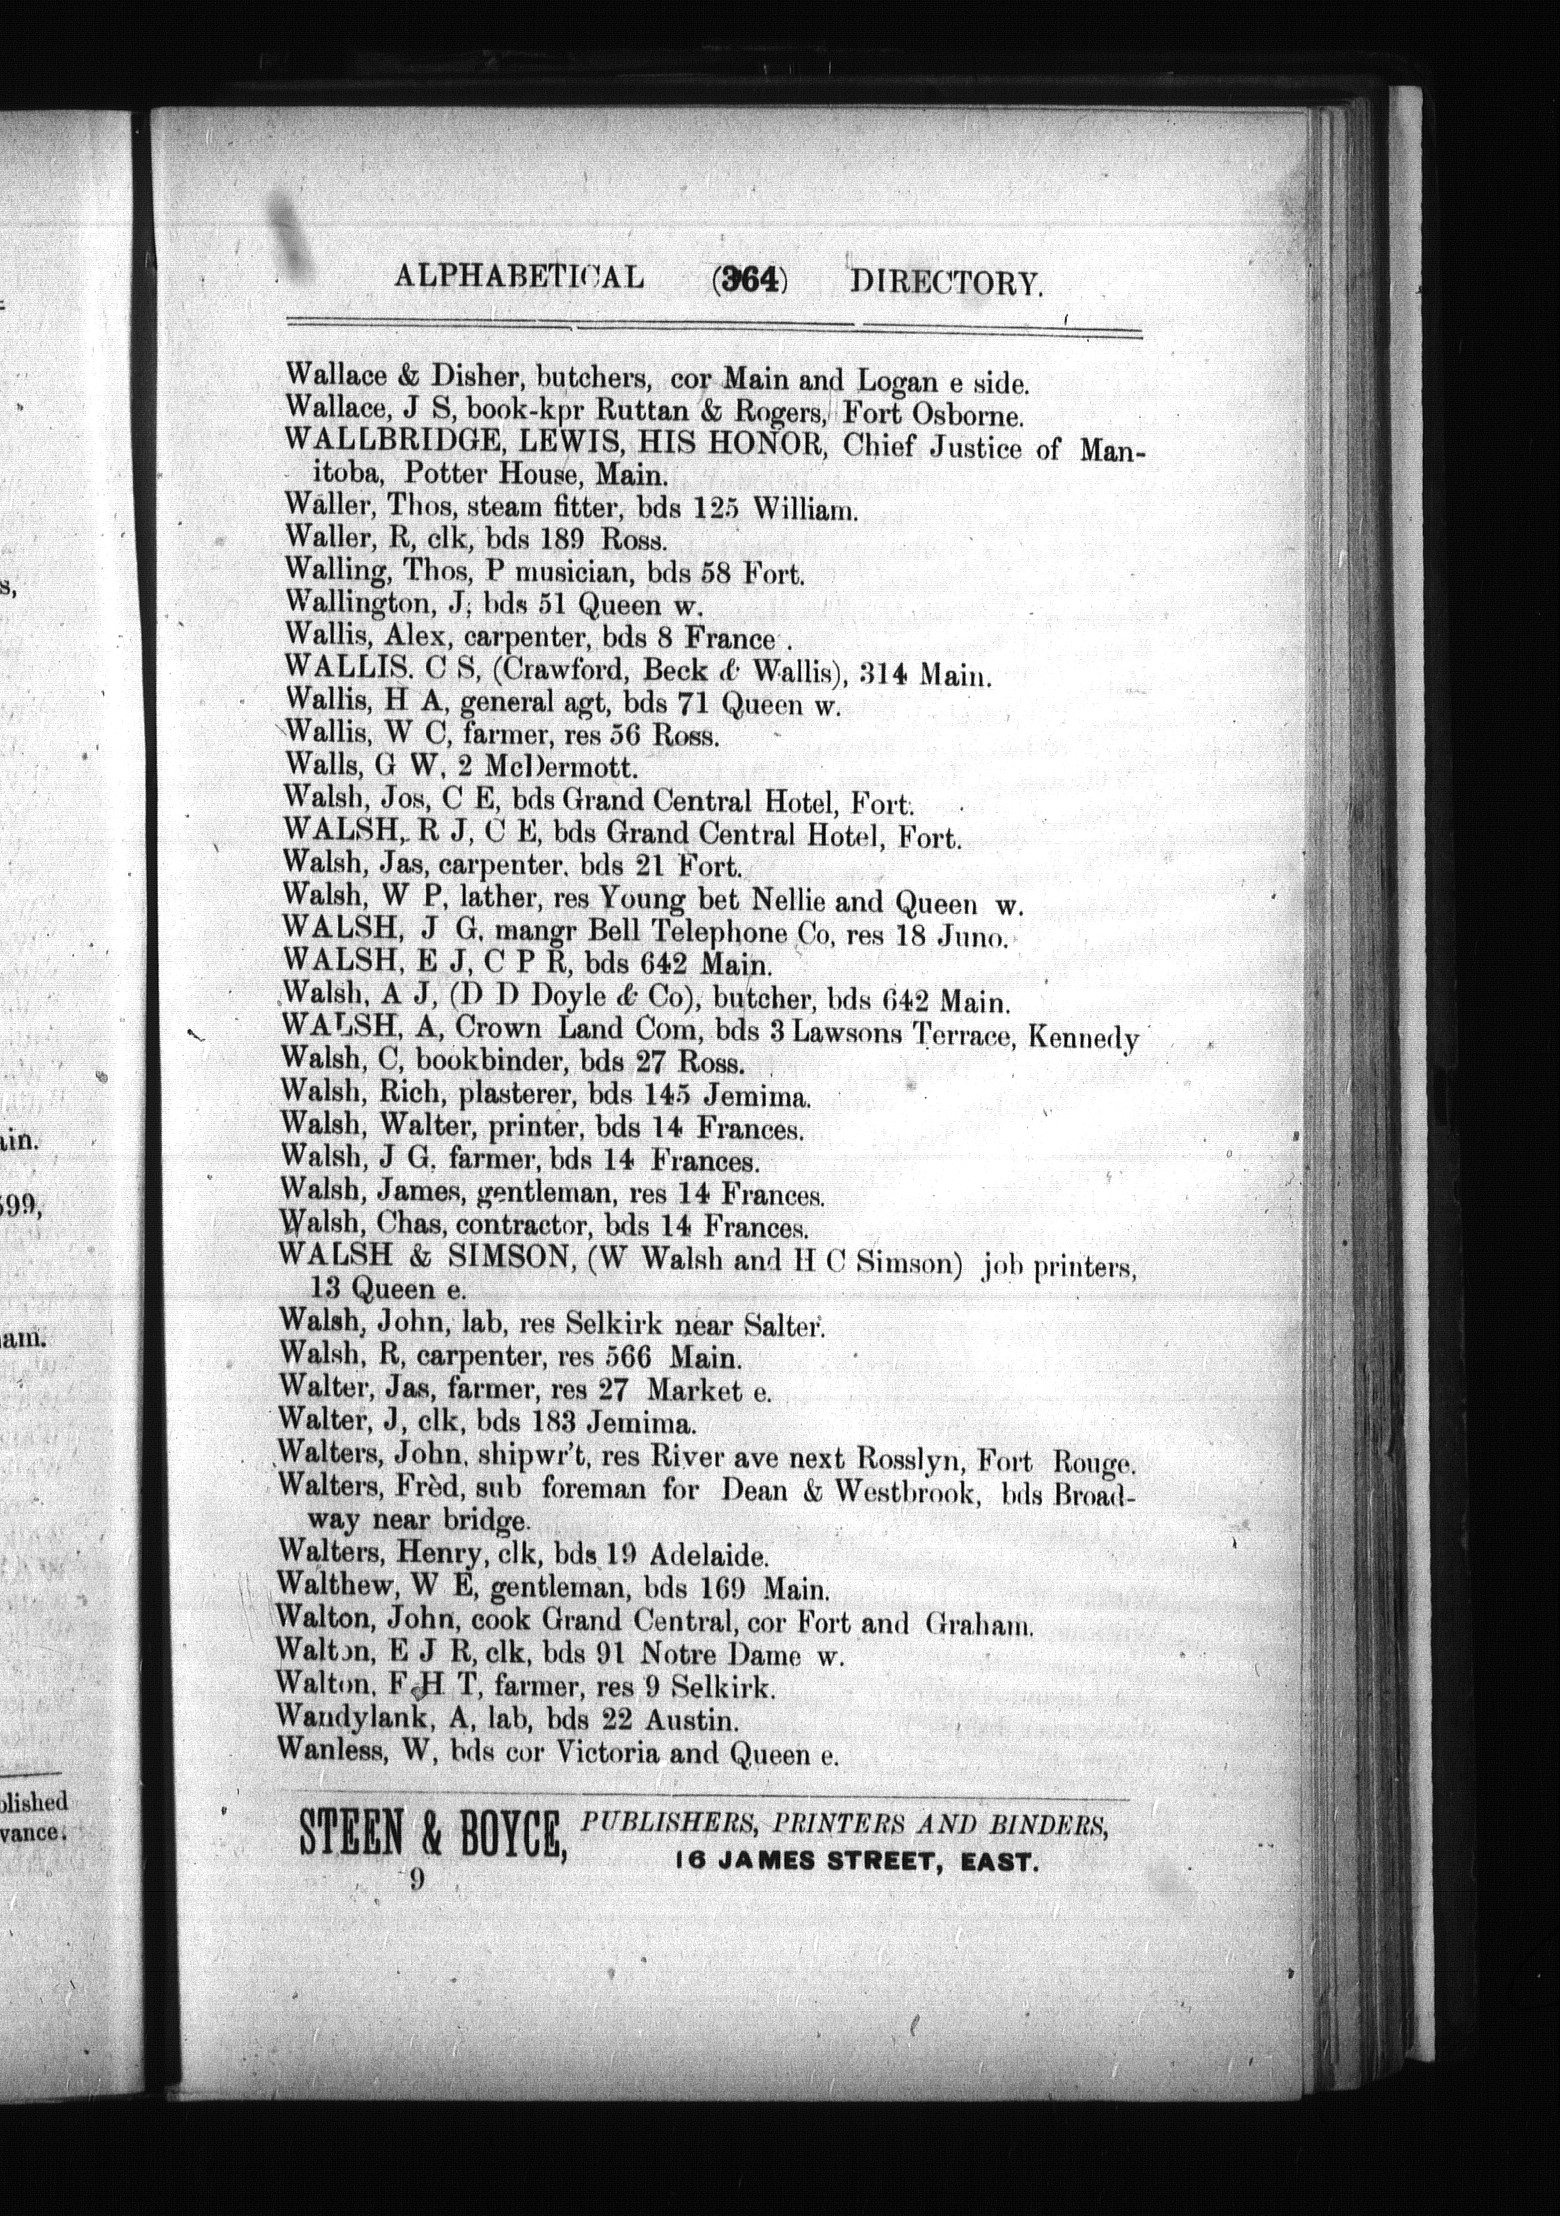 ALPHABETICAL (364) DIRECTORY.
Wallace & Disher, butchers, cor Main and Logan e side.
Wallace, J S, book-kpr Ruttan & Rogers, Fort Osborne.
WALLBRIDGE, LEWIS, HIS HONOR, Chief Justice of Man-
itoba, Potter House, Main.
Waller, Thos, steam fitter, bds 125 William.
Waller, R, clk, bds 189 Ross.
Walling, Thos, P musician, bds 58 Fort.
Wallington, J, bds 51 Queen w.
Wallis, Alex, carpenter, bds 8 France .
WALLIS. C S, (Crawford, Beck & Wallis), 314 Main.
Wallis, H A, general agt, bds 71 Queen w.
Wallis, W C, farmer, res 56 Ross.
Walls, G W, 2 McDermott.
Walsh, Jos, C E, bds Grand Central Hotel, Fort.
WALSH, R J, C E, bds Grand Central Hotel, Fort.
Walsh, Jas, carpenter. bds 21 Fort.
Walsh, W P, lather, res Young bet Nellie and Queen w.
WALSH, J G, mangr Bell Telephone Co, res 18 Juno.
WALSH, E J, C P R, bds 642 Main.
Walsh, A J, (D D Doyle & Co), butcher, bds 642 Main.
WALSH, A, Crown Land Com, bds 3 Lawsons Terrace, Kennedy
Walsh, C, bookbinder, bds 27 Ross.
Walsh, Rich, plasterer, bds 145 Jemima.
Walsh, Walter, printer, bds 14 Frances.
Walsh, J G, farmer, bds 14 Frances.
Walsh, James, gentleman, res 14 Frances.
Walsh, Chas, contractor, bds 14 Frances.
WALSH & SIMSON, (W Walsh and H C Simson) job printers,
13 Queen e.
Walsh, John, lab, res Selkirk near Salter.
Walsh, R, carpenter, res 566 Main.
Walter, Jas, farmer, res 27 Market e.
Walter, J, clk, bds 183 Jemima.
Walters, John, shipwr't, res River ave next Rosslyn, Fort Rouge.
Walters, Frèd, sub foreman for Dean & Westbrook, bds Broad-
way near bridge.
Walters, Henry, clk, bds 19 Adelaide.
Walthew, W E, gentleman, bds 169 Main.
Walton, John, cook Grand Central, cor Fort and Graham.
Walton, E J R, clk, bds 91 Notre Dame w.
Walton, F H T, farmer, res 9 Selkirk.
Wandylank, A, lab, bds 22 Austin.
Wanless, W, bds cor Victoria and Queen e.
STEEN & BOYCE, PUBLISHERS, PRINTERS AND BINDERS,
16 JAMES STREET, EAST.
9
s,
ain.
599,
am.
blished
vance.